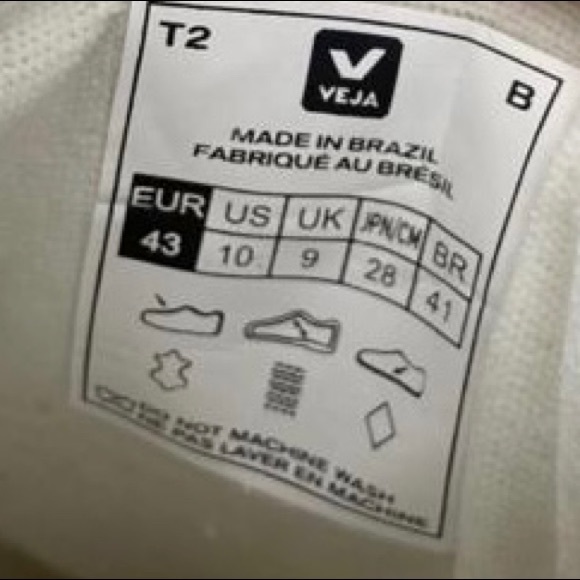 T2
VEJA
B
MADE IN BRAZIL
FABRIQUÉ AU BRÉSIL
EUR US UK JPN/CM BR
43 10 9 28 41
DO NOT MACHINE WASH
NE PAS LAVER EN MACHINE